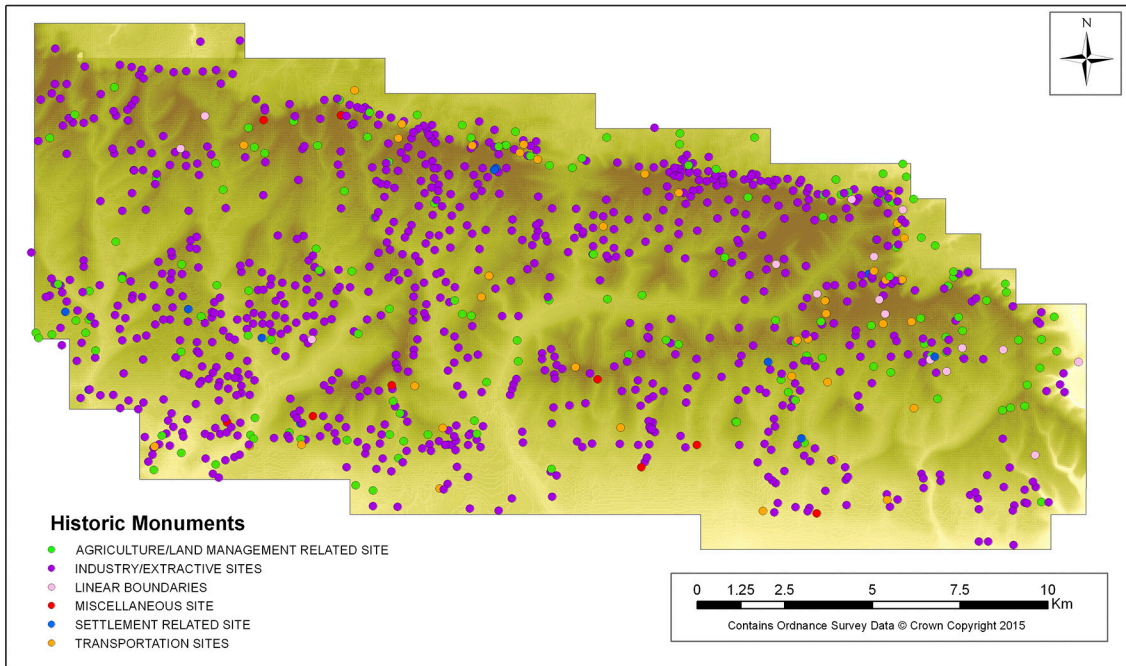 N
Historic Monuments
AGRICULTURE/LAND MANAGEMENT RELATED SITE
INDUSTRY/EXTRACTIVE SITES
LINEAR BOUNDARIES
MISCELLANEOUS SITE
SETTLEMENT RELATED SITE
TRANSPORTATION SITES
0 1.25 2.5 5 7.5 10
Km
Contains Ordnance Survey Data © Crown Copyright 2015